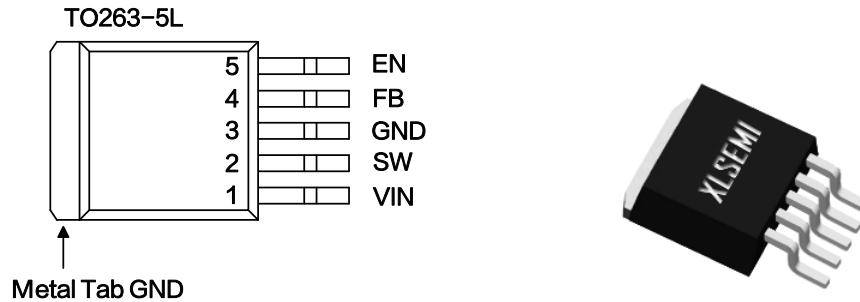 TO263-5L
5 EN
4 FB
3 GND
2 SW
1 VIN
Metal Tab GND
XLSEMI